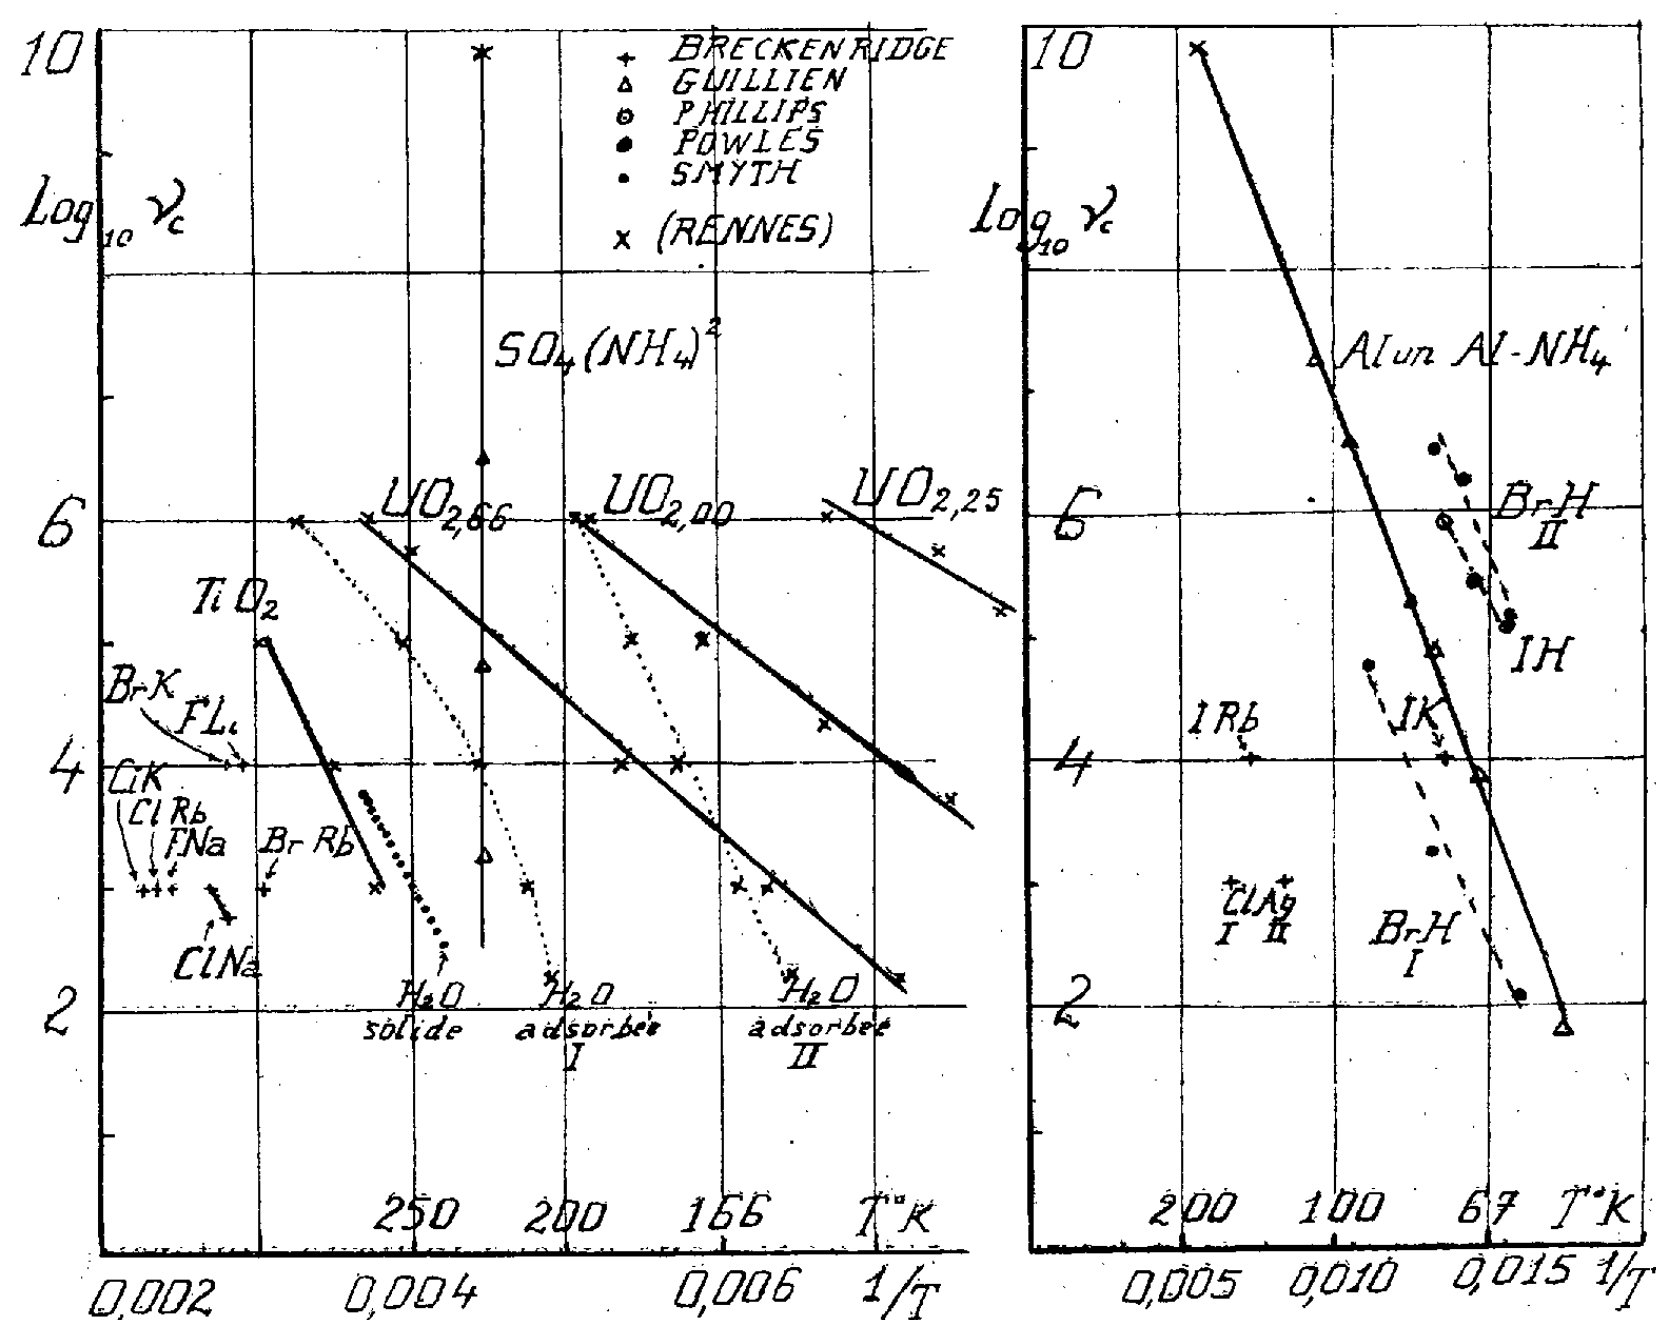 10
+ BRECKENRIDGE
△ GUILLIEN
⊙ PHILLIPS
● POWLES
• SMYTH
× (RENNES)
Log₁₀ νc
SO₄(NH₄)²
UO₂,₆₆
UO₂,₀₀
UO₂,₂₅
6
TiO₂
BrK
FLi
4
ClK
ClRb
FNa
BrRb
ClNa
2
H₂O
solide
H₂O
adsorbée
I
H₂O
adsorbée
II
250 200 166 T°K
0,002 0,004 0,006 1/T
10
Log₁₀ νc
Alun Al-NH₄
6
BrH
II
IH
IRb
IK
4
ClAg
I II
BrH
I
2
200 100 67 T°K
0,005 0,010 0,015 1/T